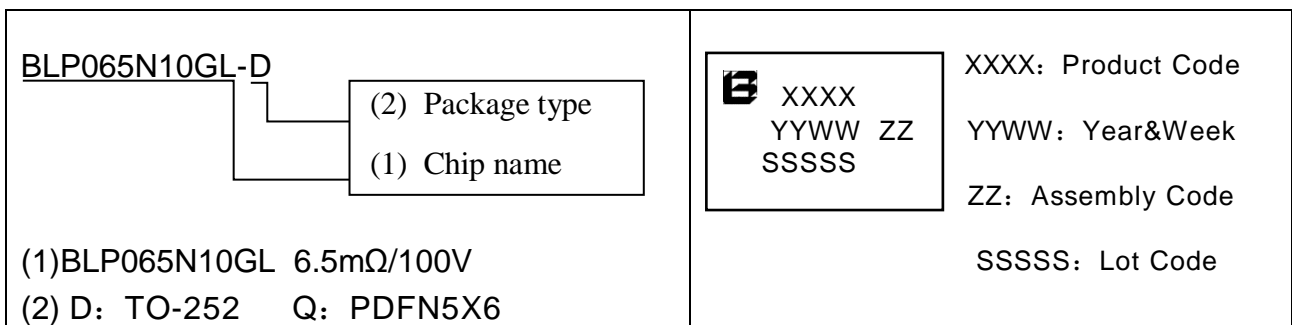 BLP065N10GL-D
(2) Package type
(1) Chip name
(1)BLP065N10GL 6.5mΩ/100V
(2) D：TO-252 Q：PDFN5X6
XXXX
YYWW ZZ
SSSSS
XXXX：Product Code
YYWW：Year&Week
ZZ：Assembly Code
SSSSS：Lot Code